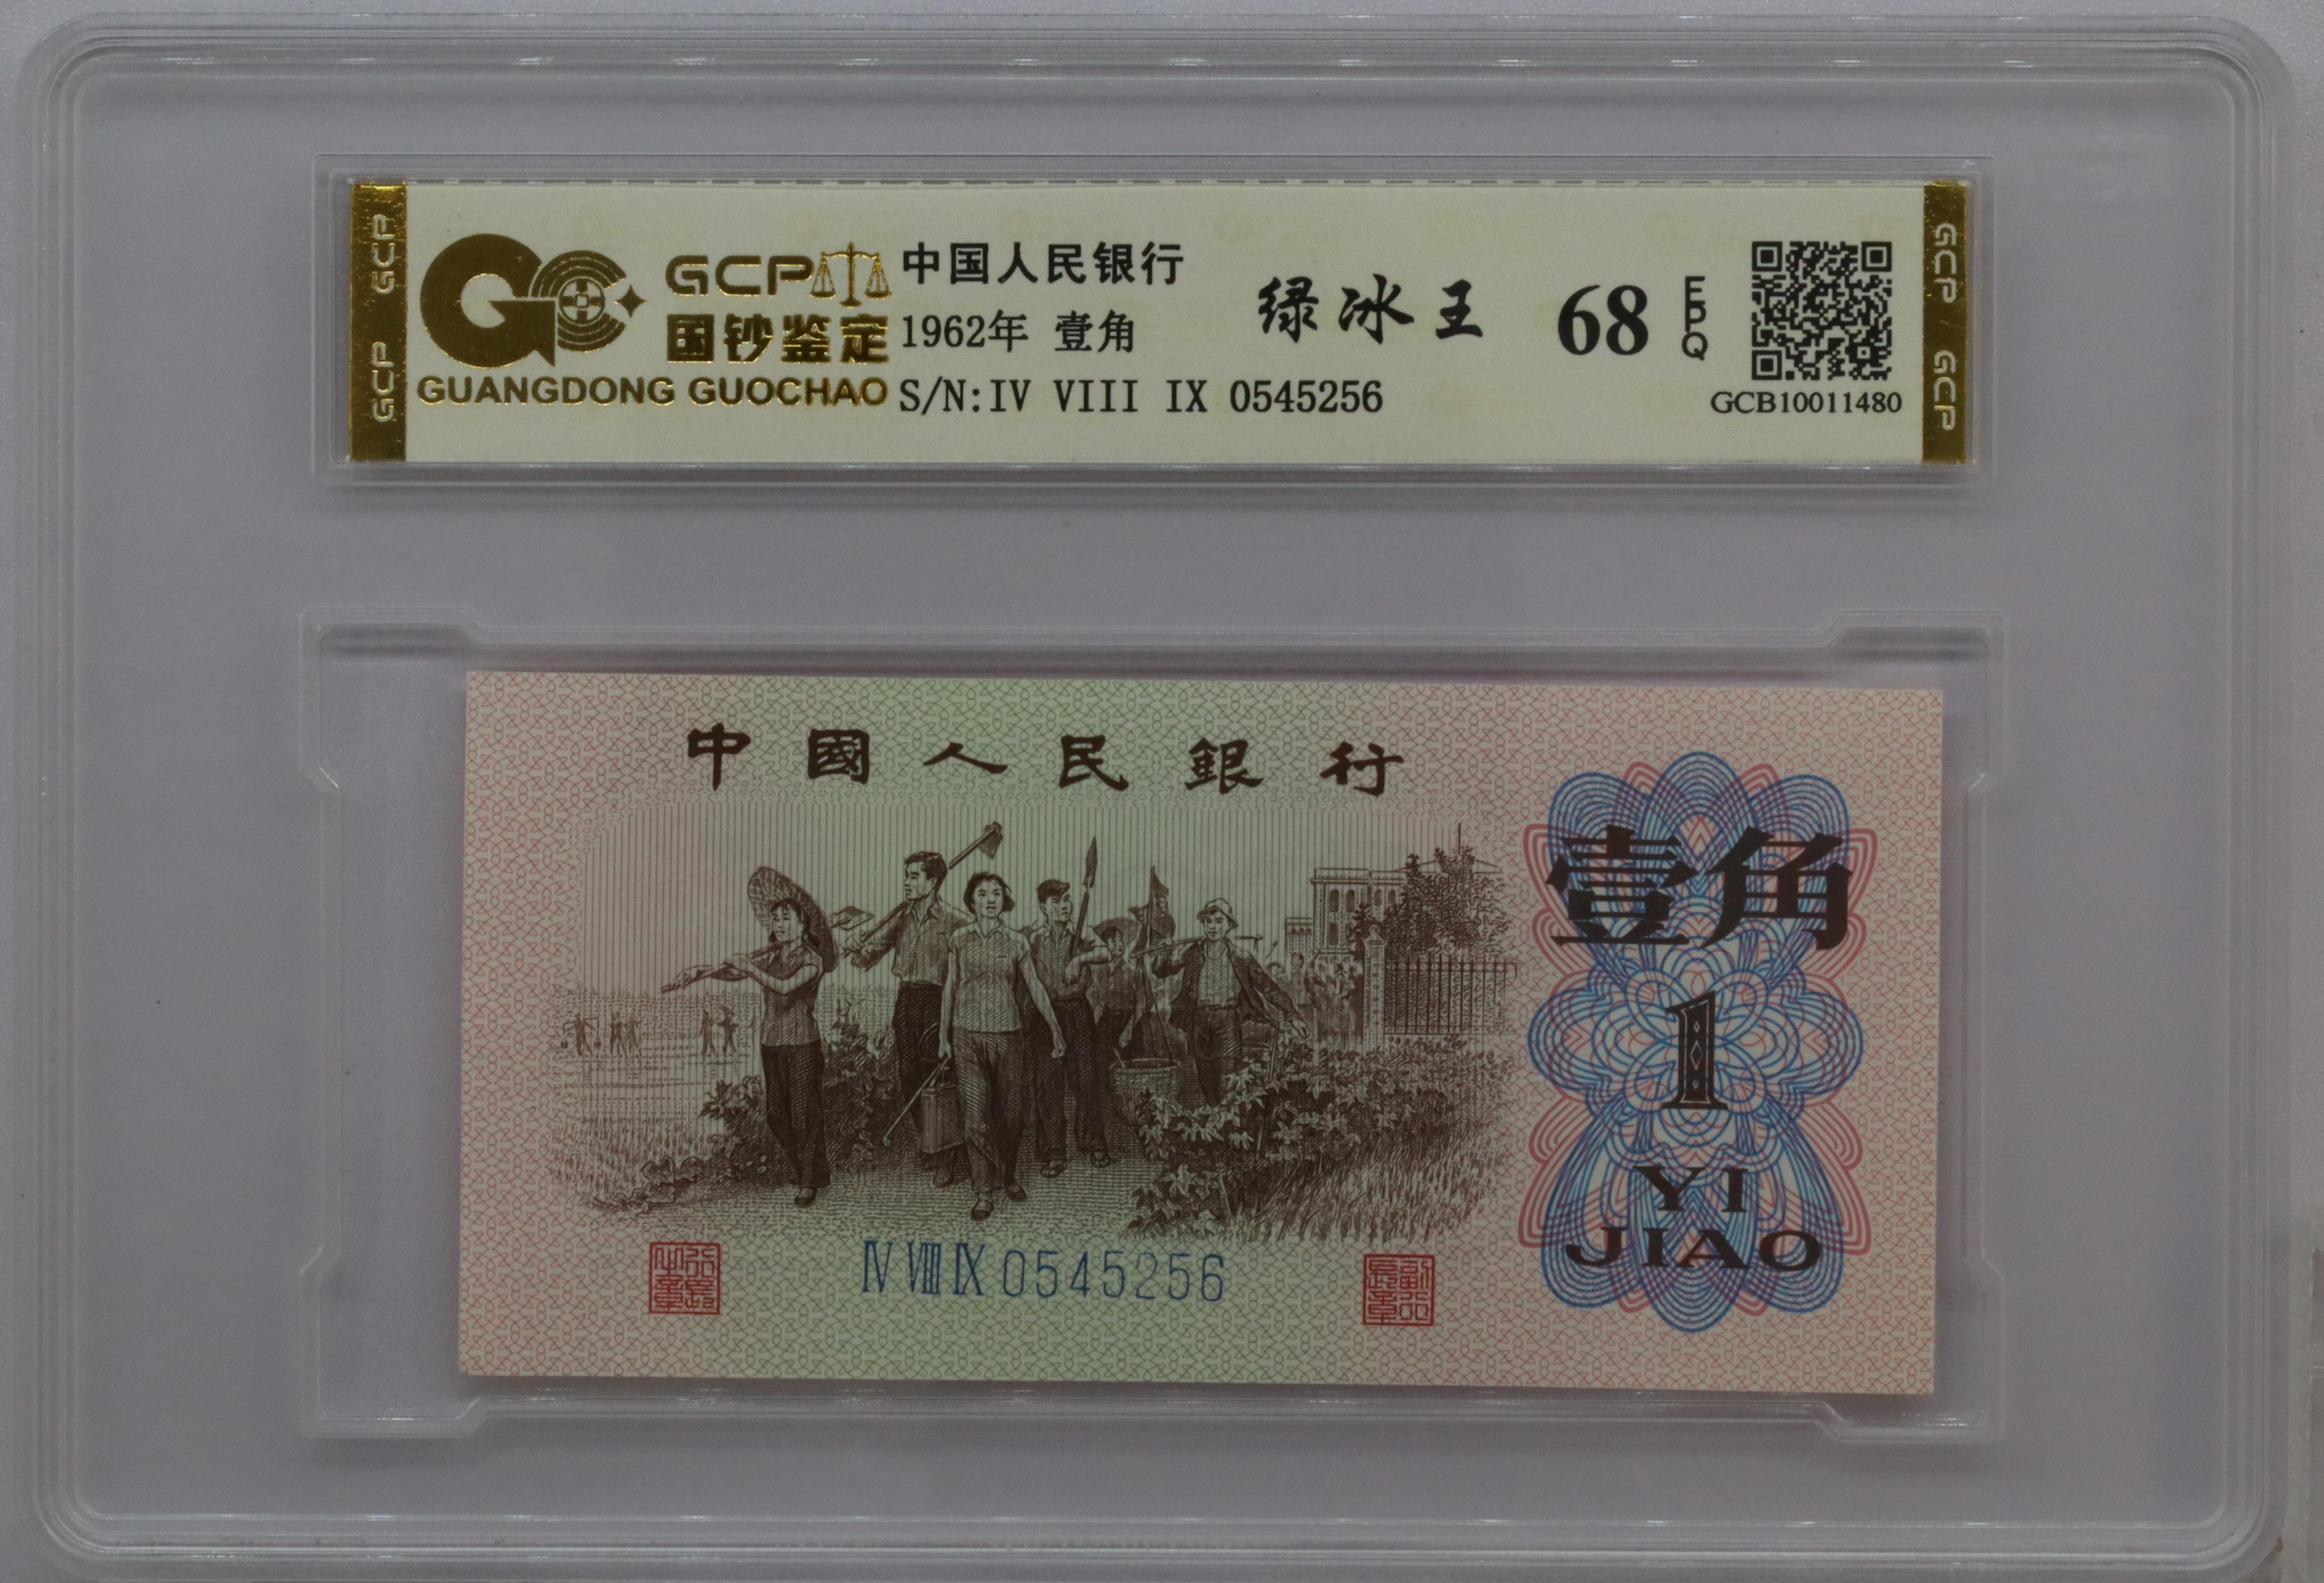 GCP / GCP
GCP
国钞鉴定
GUANGDONG GUOCHAO
中国人民银行
1962年 壹角
S/N:IV VIII IX 0545256
绿冰王
68
EPQ
GCB10011480
GCP / GCP
中國人民銀行
壹角
1
YI
JIAO
IV VIII IX 0545256